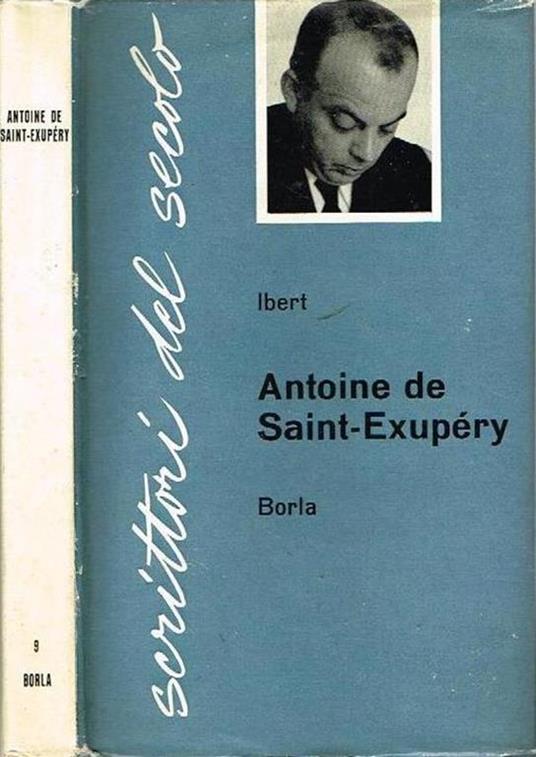 ANTOINE DE
SAINT-EXUPÉRY
9
BORLA
scrittori del secolo
Ibert
Antoine de
Saint-Exupéry
Borla